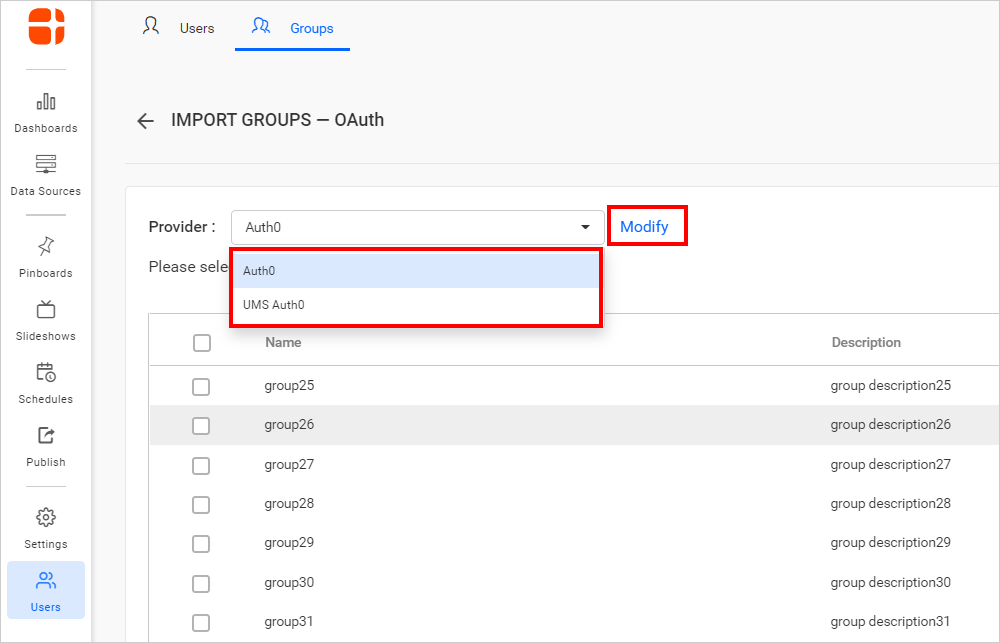 Users
Groups
Dashboards
Data Sources
Pinboards
Slideshows
Schedules
Publish
Settings
Users
IMPORT GROUPS — OAuth
Provider :
Auth0
Modify
Please
Auth0
UMS Auth0
Name
Description
group25
group description25
group26
group description26
group27
group description27
group28
group description28
group29
group description29
group30
group description30
group31
group description31